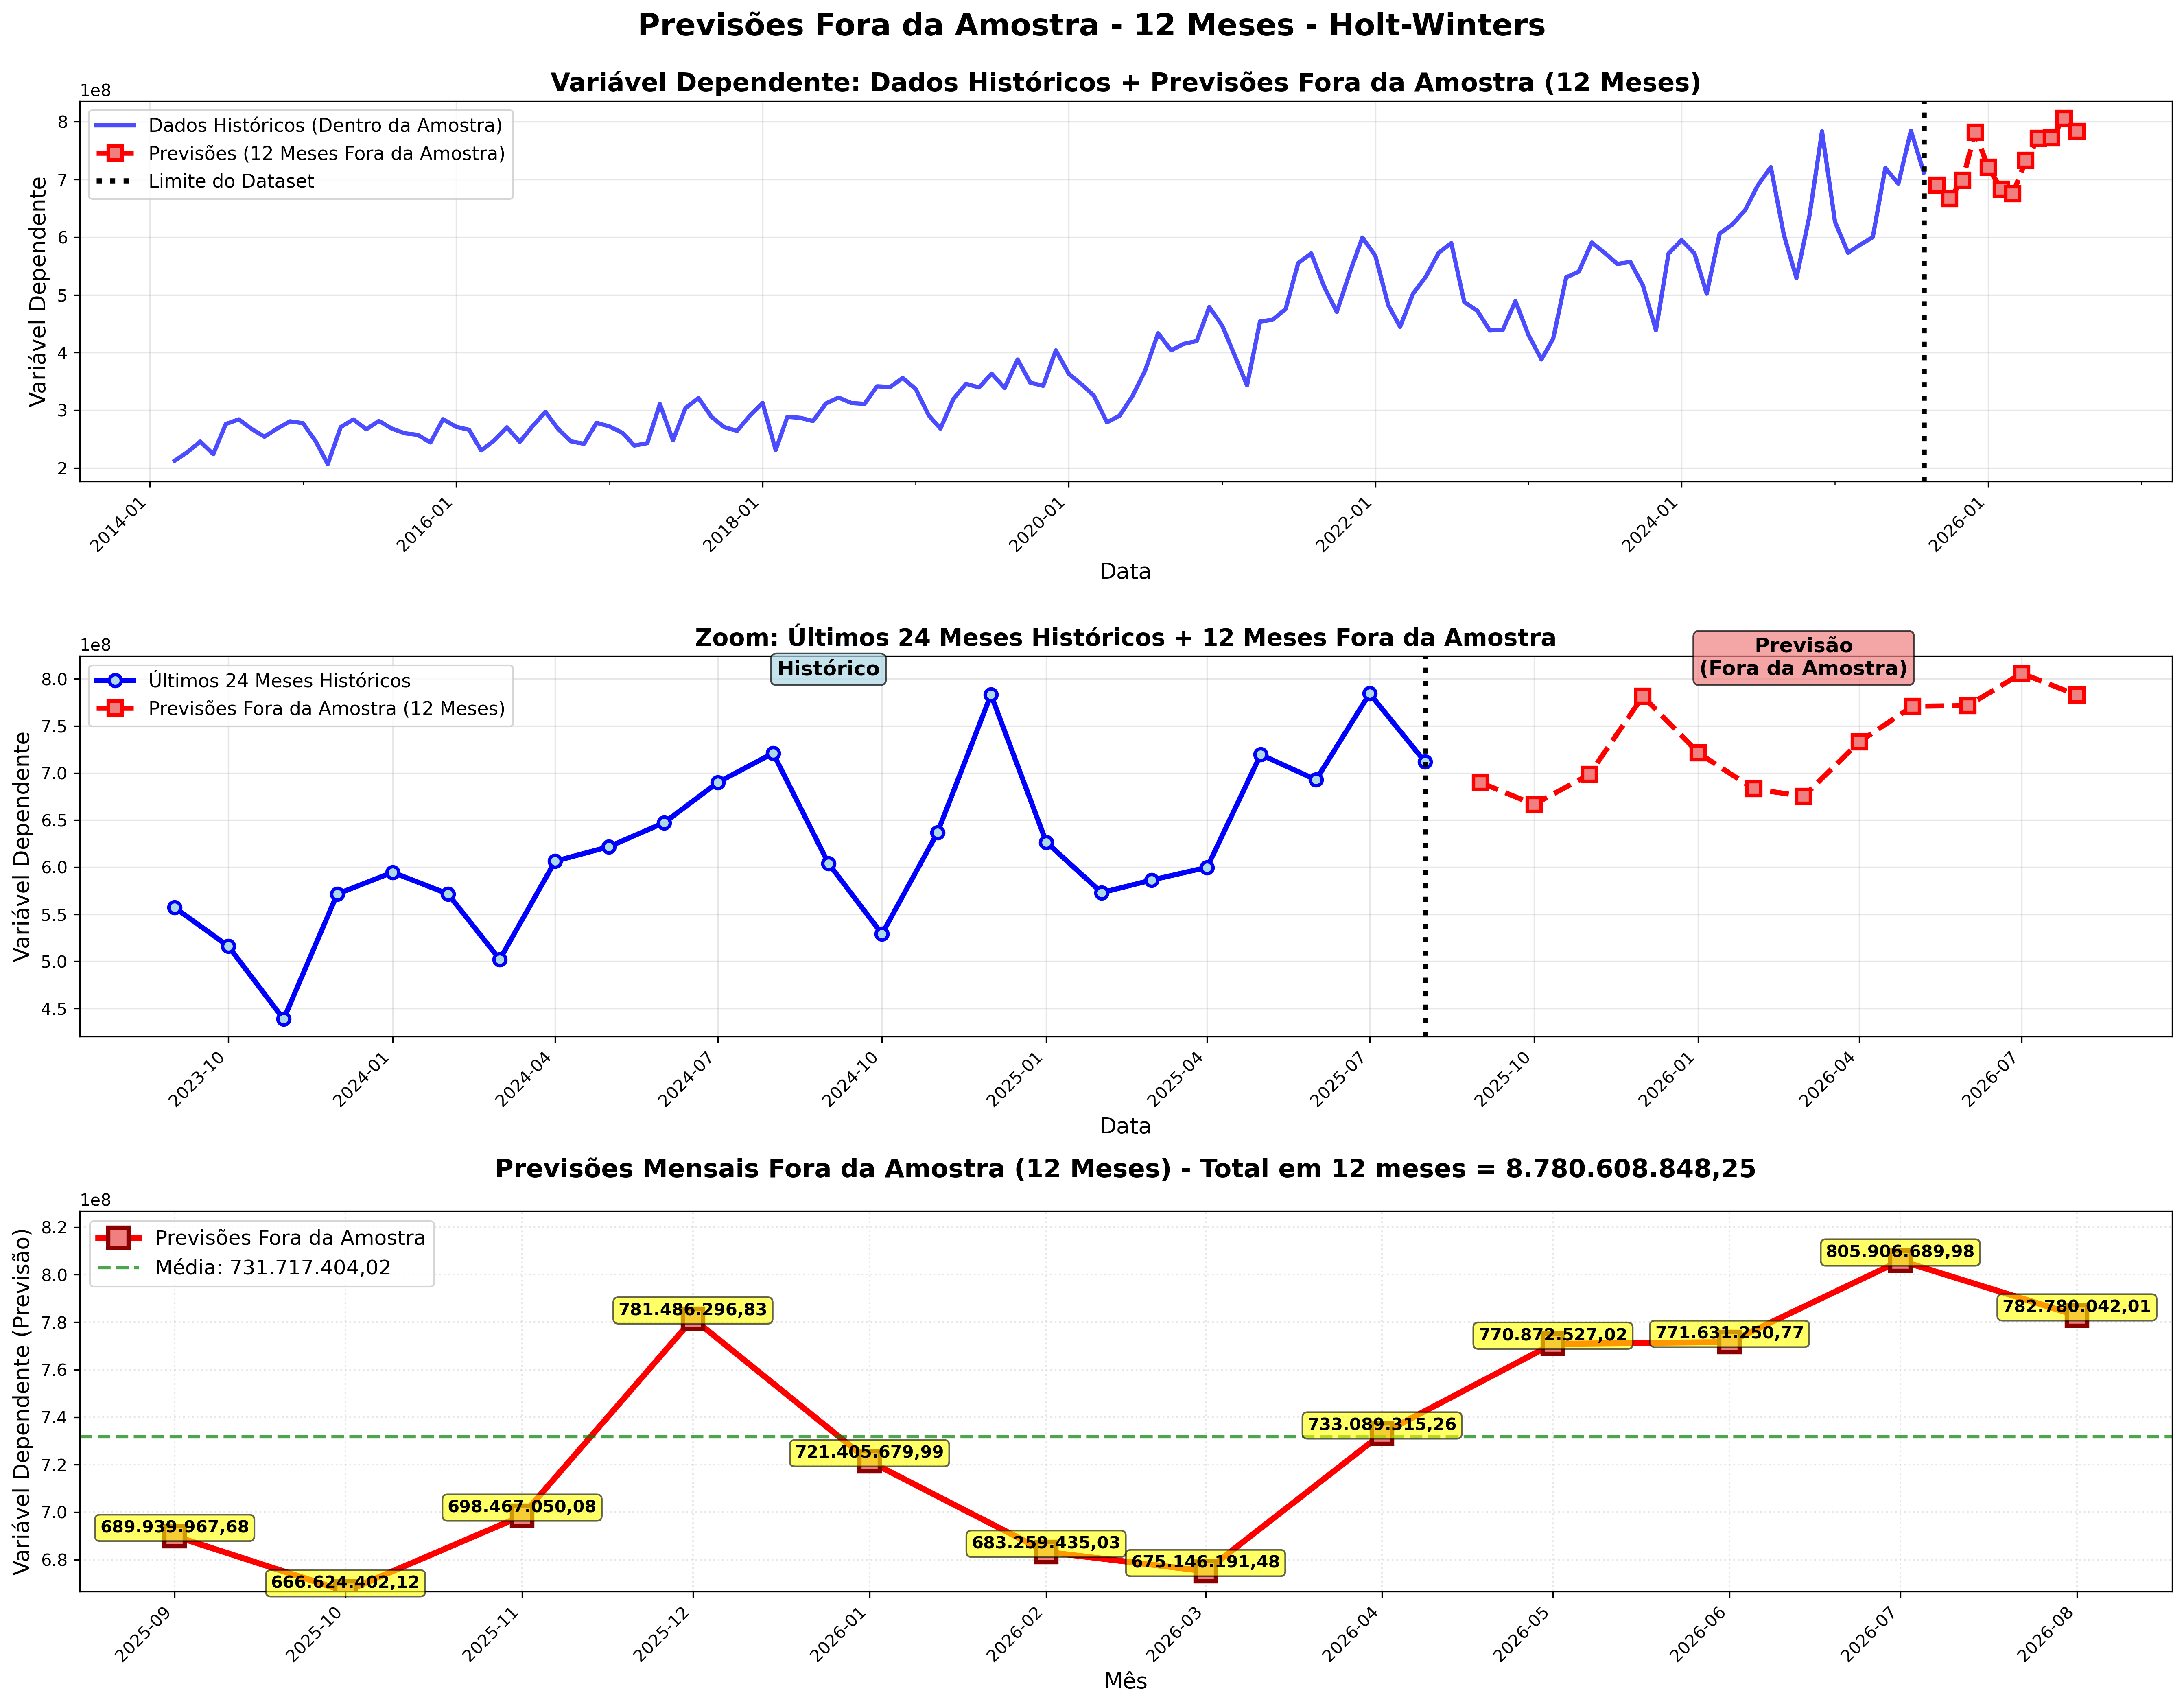 Previsões Fora da Amostra - 12 Meses - Holt-Winters
Variável Dependente: Dados Históricos + Previsões Fora da Amostra (12 Meses)
1e8
Dados Históricos (Dentro da Amostra)
Previsões (12 Meses Fora da Amostra)
Limite do Dataset
Variável Dependente
8
7
6
5
4
3
2
2014-01
2016-01
2018-01
2020-01
2022-01
2024-01
2026-01
Data
Zoom: Últimos 24 Meses Históricos + 12 Meses Fora da Amostra
1e8
Histórico
Previsão
(Fora da Amostra)
Últimos 24 Meses Históricos
Previsões Fora da Amostra (12 Meses)
Variável Dependente
8.0
7.5
7.0
6.5
6.0
5.5
5.0
4.5
2023-10
2024-01
2024-04
2024-07
2024-10
2025-01
2025-04
2025-07
2025-10
2026-01
2026-04
2026-07
Data
Previsões Mensais Fora da Amostra (12 Meses) - Total em 12 meses = 8.780.608.848,25
1e8
Previsões Fora da Amostra
Média: 731.717.404,02
Variável Dependente (Previsão)
8.2
8.0
7.8
7.6
7.4
7.2
7.0
6.8
689.939.967,68
666.624.402,12
698.467.050,08
781.486.296,83
721.405.679,99
683.259.435,03
675.146.191,48
733.089.315,26
770.872.527,02
771.631.250,77
805.906.689,98
782.780.042,01
2025-09
2025-10
2025-11
2025-12
2026-01
2026-02
2026-03
2026-04
2026-05
2026-06
2026-07
2026-08
Mês